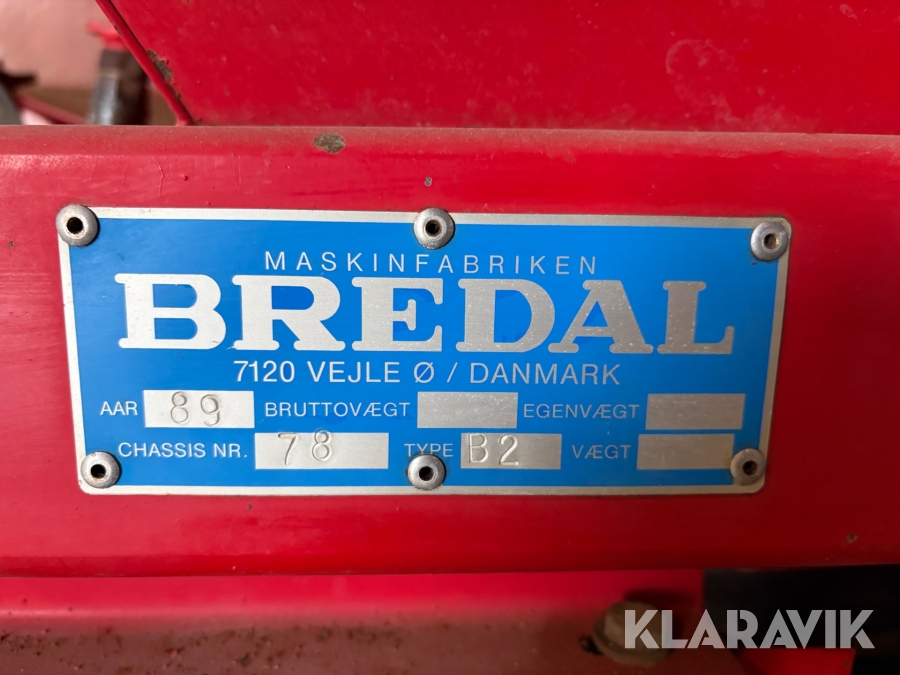 MASKINFABRIKEN
BREDAL
7120 VEJLE Ø / DANMARK
AAR 89 BRUTTOVÆGT EGENVÆGT
CHASSIS NR. 78 TYPE B2 VÆGT
KLARAVIK